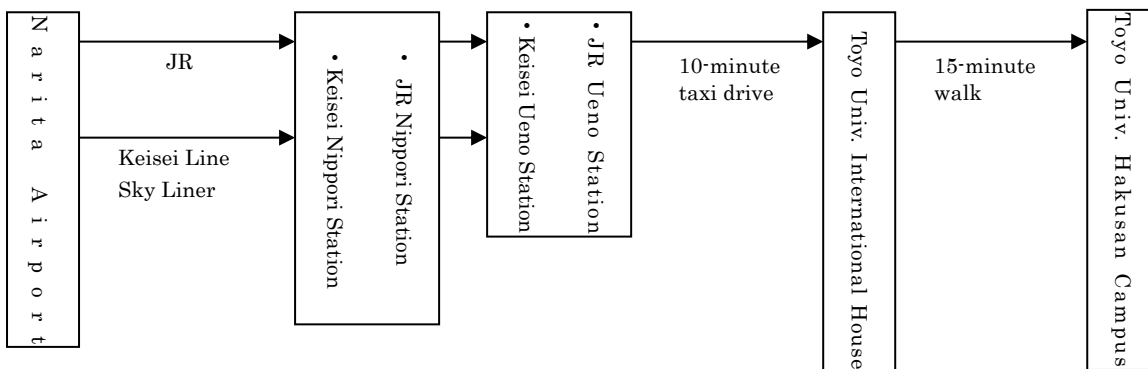 Narita Airport
JR
Keisei Line
Sky Liner
・JR Nippori Station
・Keisei Nippori Station
・JR Ueno Station
・Keisei Ueno Station
10-minute
taxi drive
Toyo Univ. International House
15-minute
walk
Toyo Univ. Hakusan Campus